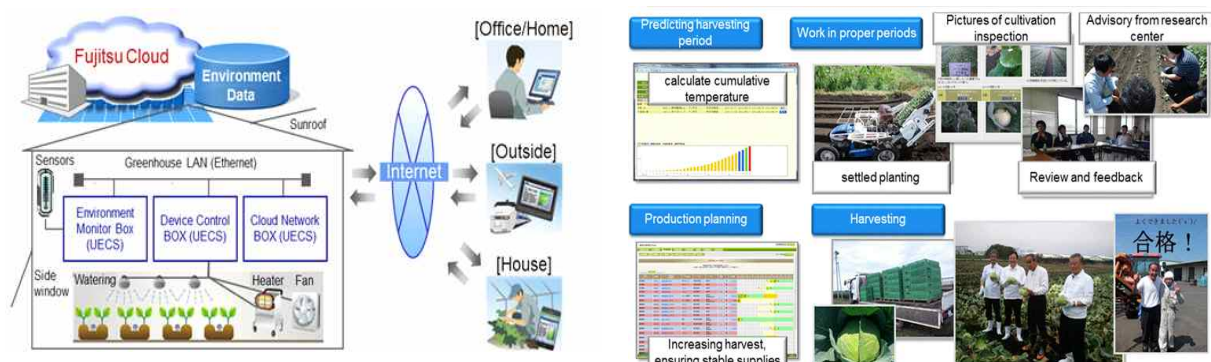 Fujitsu Cloud
Environment
Data
Sunroof
Sensors
Greenhouse LAN (Ethernet)
Environment
Monitor Box
(UECS)
Device Control
BOX (UECS)
Cloud Network
BOX (UECS)
Side
window
Watering
Heater
Fan
Internet
[Office/Home]
[Outside]
[House]
Predicting harvesting
period
Work in proper periods
Pictures of cultivation
inspection
Advisory from research
center
calculate cumulative
temperature
settled planting
Review and feedback
Production planning
Harvesting
Increasing harvest,
ensuring stable supplies
合格！